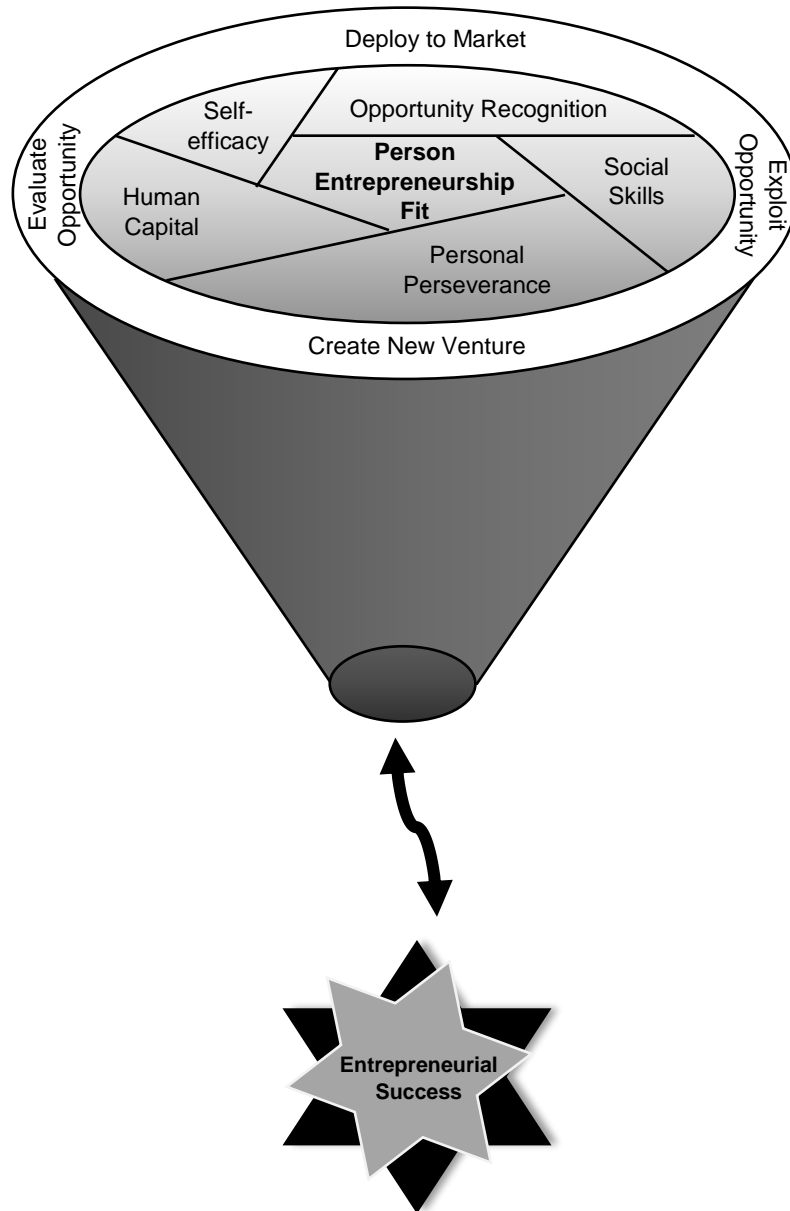 Deploy to Market
Self-
efficacy
Opportunity Recognition
Evaluate
Opportunity
Human
Capital
Person
Entrepreneurship
Fit
Social
Skills
Exploit
Opportunity
Personal
Perseverance
Create New Venture
Entrepreneurial
Success